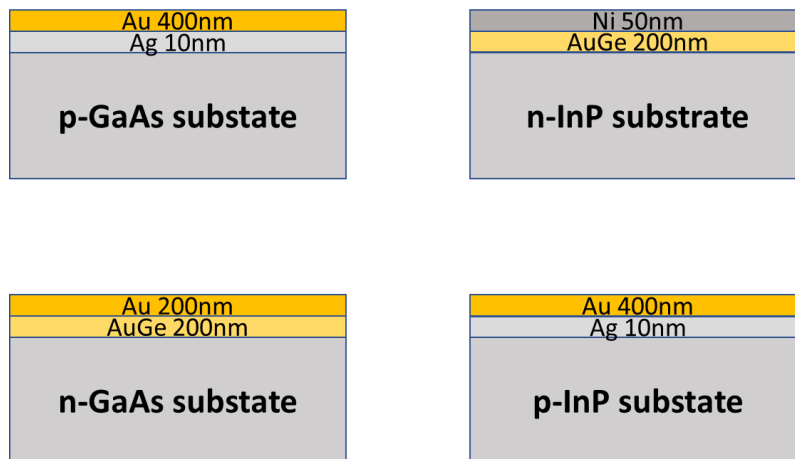 Au 400nm
Ag 10nm
p-GaAs substate
Ni 50nm
AuGe 200nm
n-InP substrate
Au 200nm
AuGe 200nm
n-GaAs substate
Au 400nm
Ag 10nm
p-InP substate